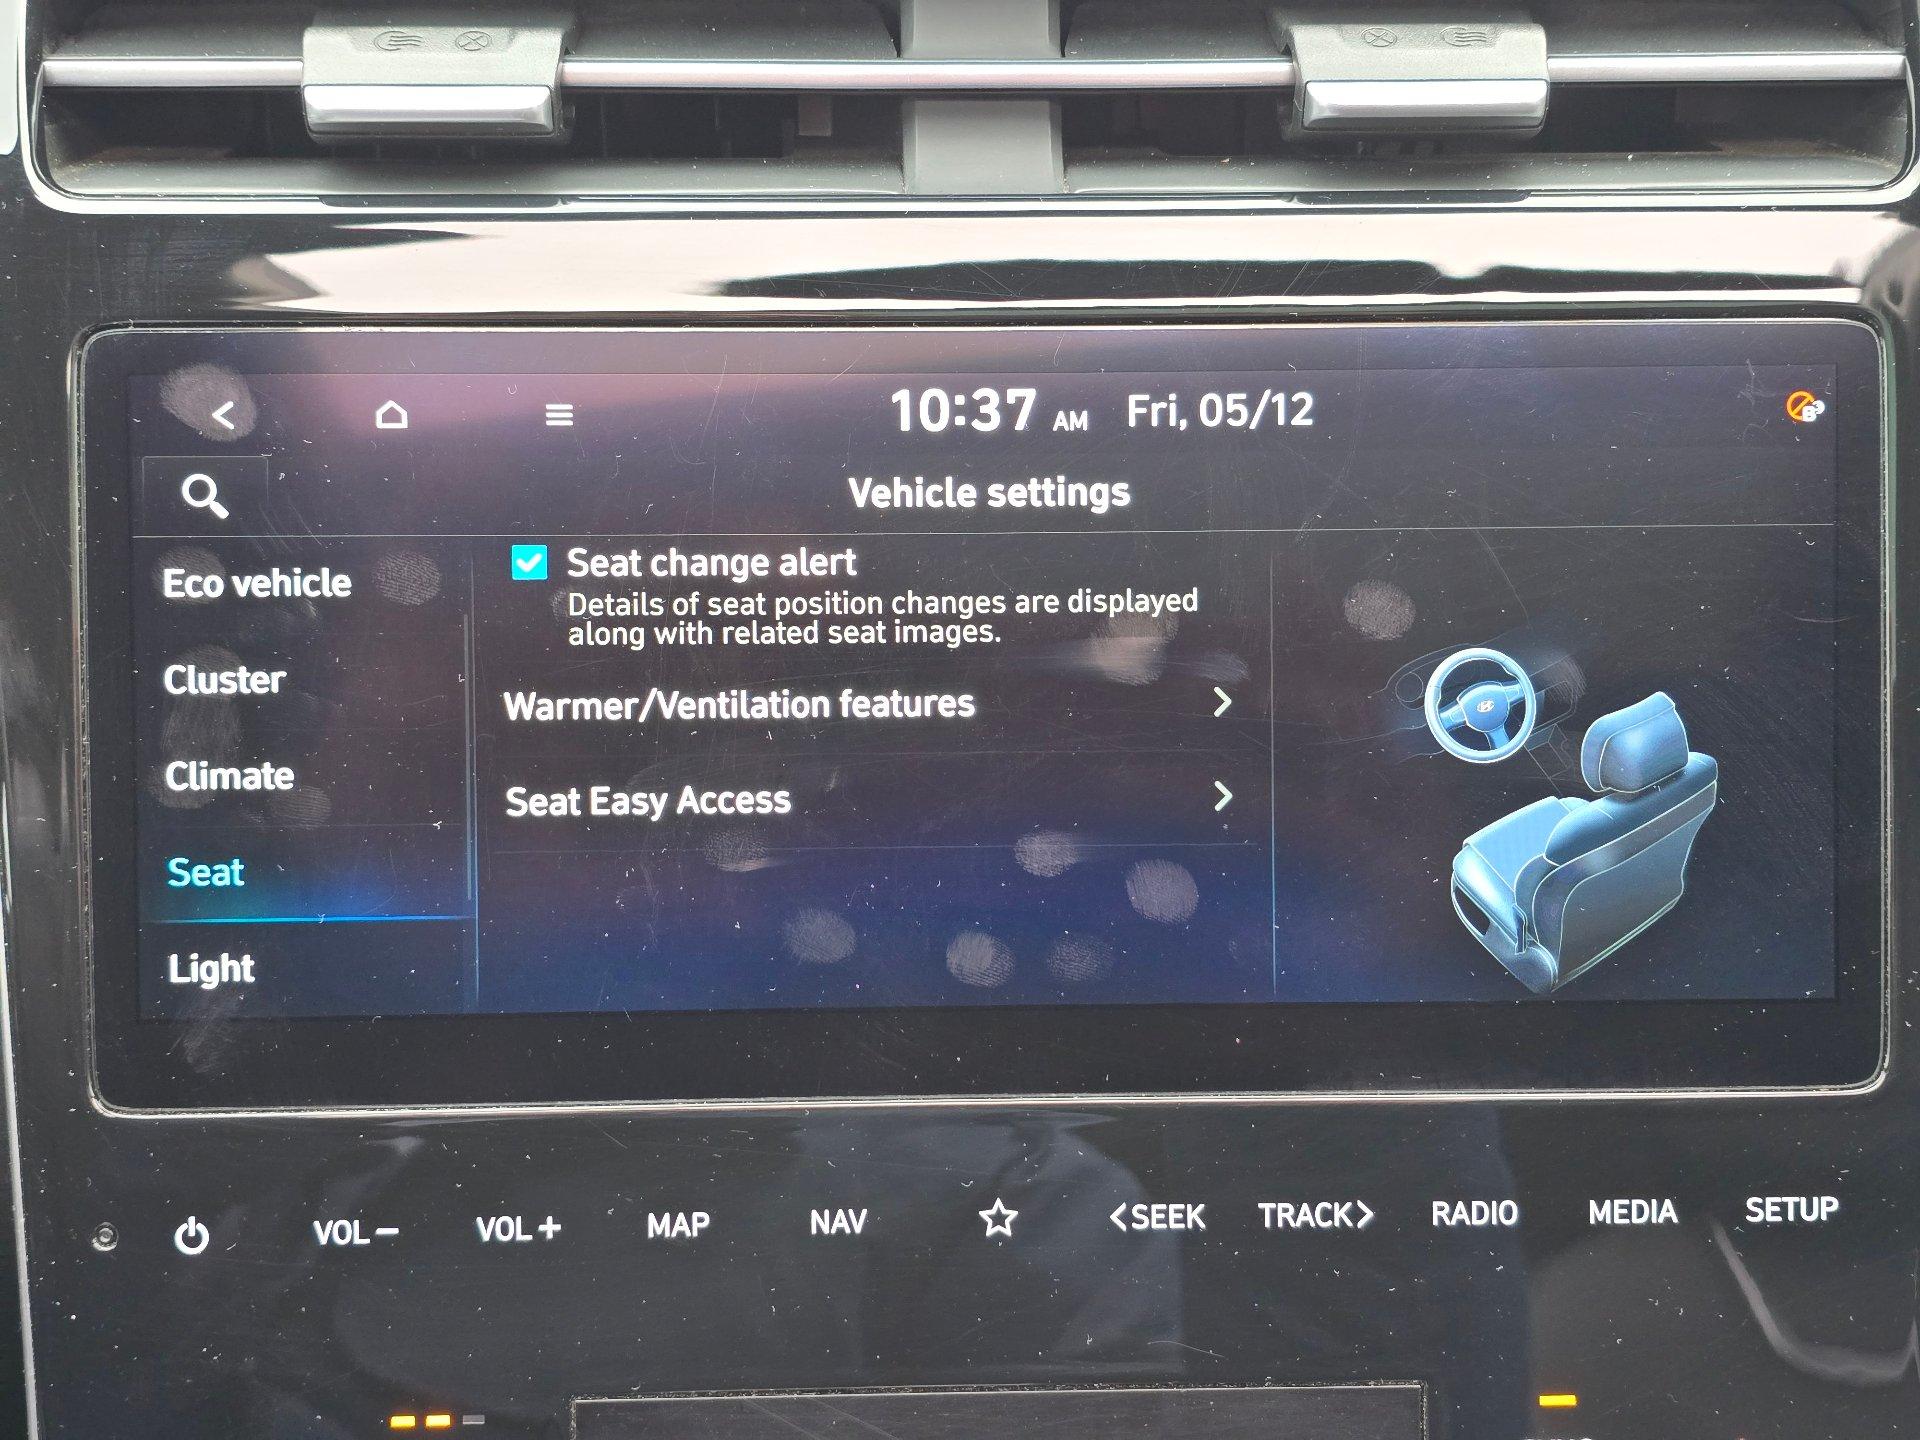 10:37 AM Fri, 05/12
Vehicle settings
Eco vehicle
Cluster
Climate
Seat
Light
Seat change alert
Details of seat position changes are displayed
along with related seat images.
Warmer/Ventilation features
Seat Easy Access
VOL− VOL+ MAP NAV <SEEK TRACK> RADIO MEDIA SETUP